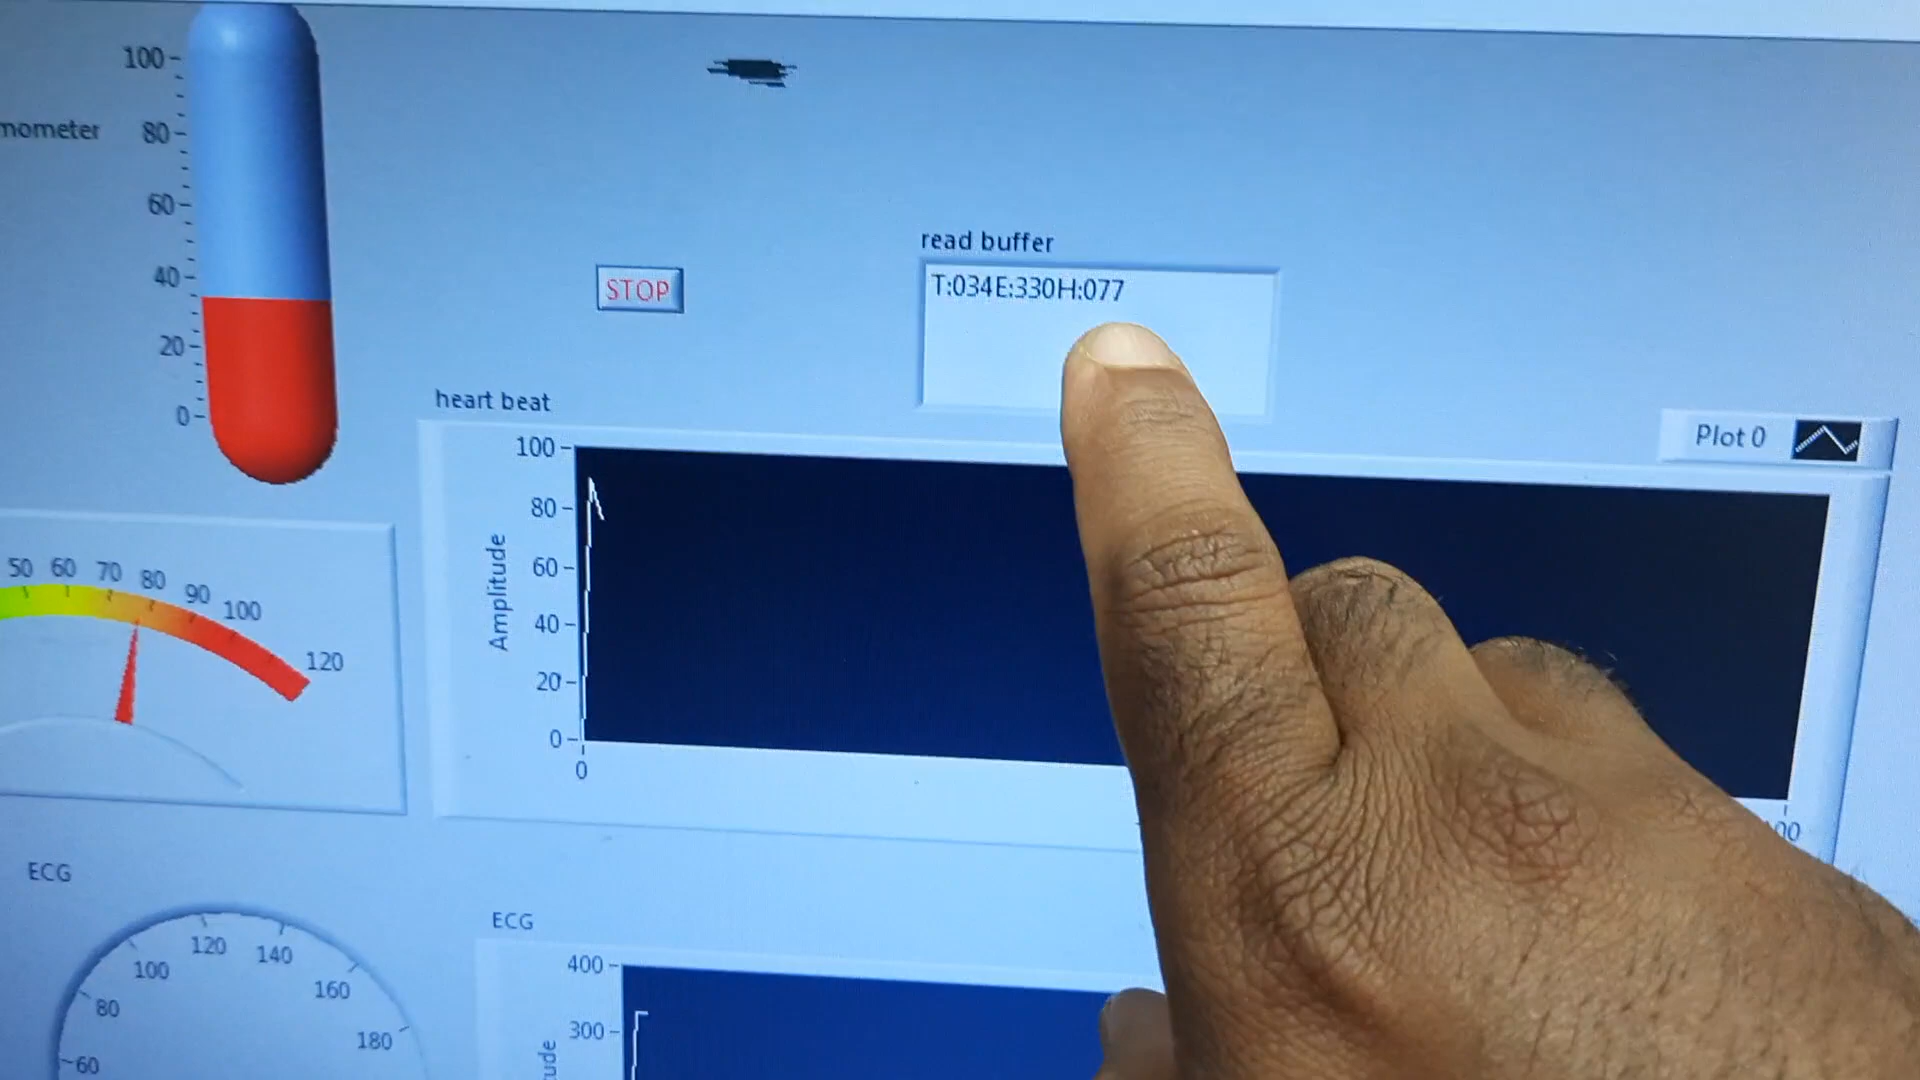 mometer
100
80
60
40
20
0
STOP
read buffer
T:034E:330H:077
heart beat
Plot 0
100
80
60
40
20
0
Amplitude
0
50 60 70 80 90 100 120
ECG
60 80 100 120 140 160 180
ECG
400
300